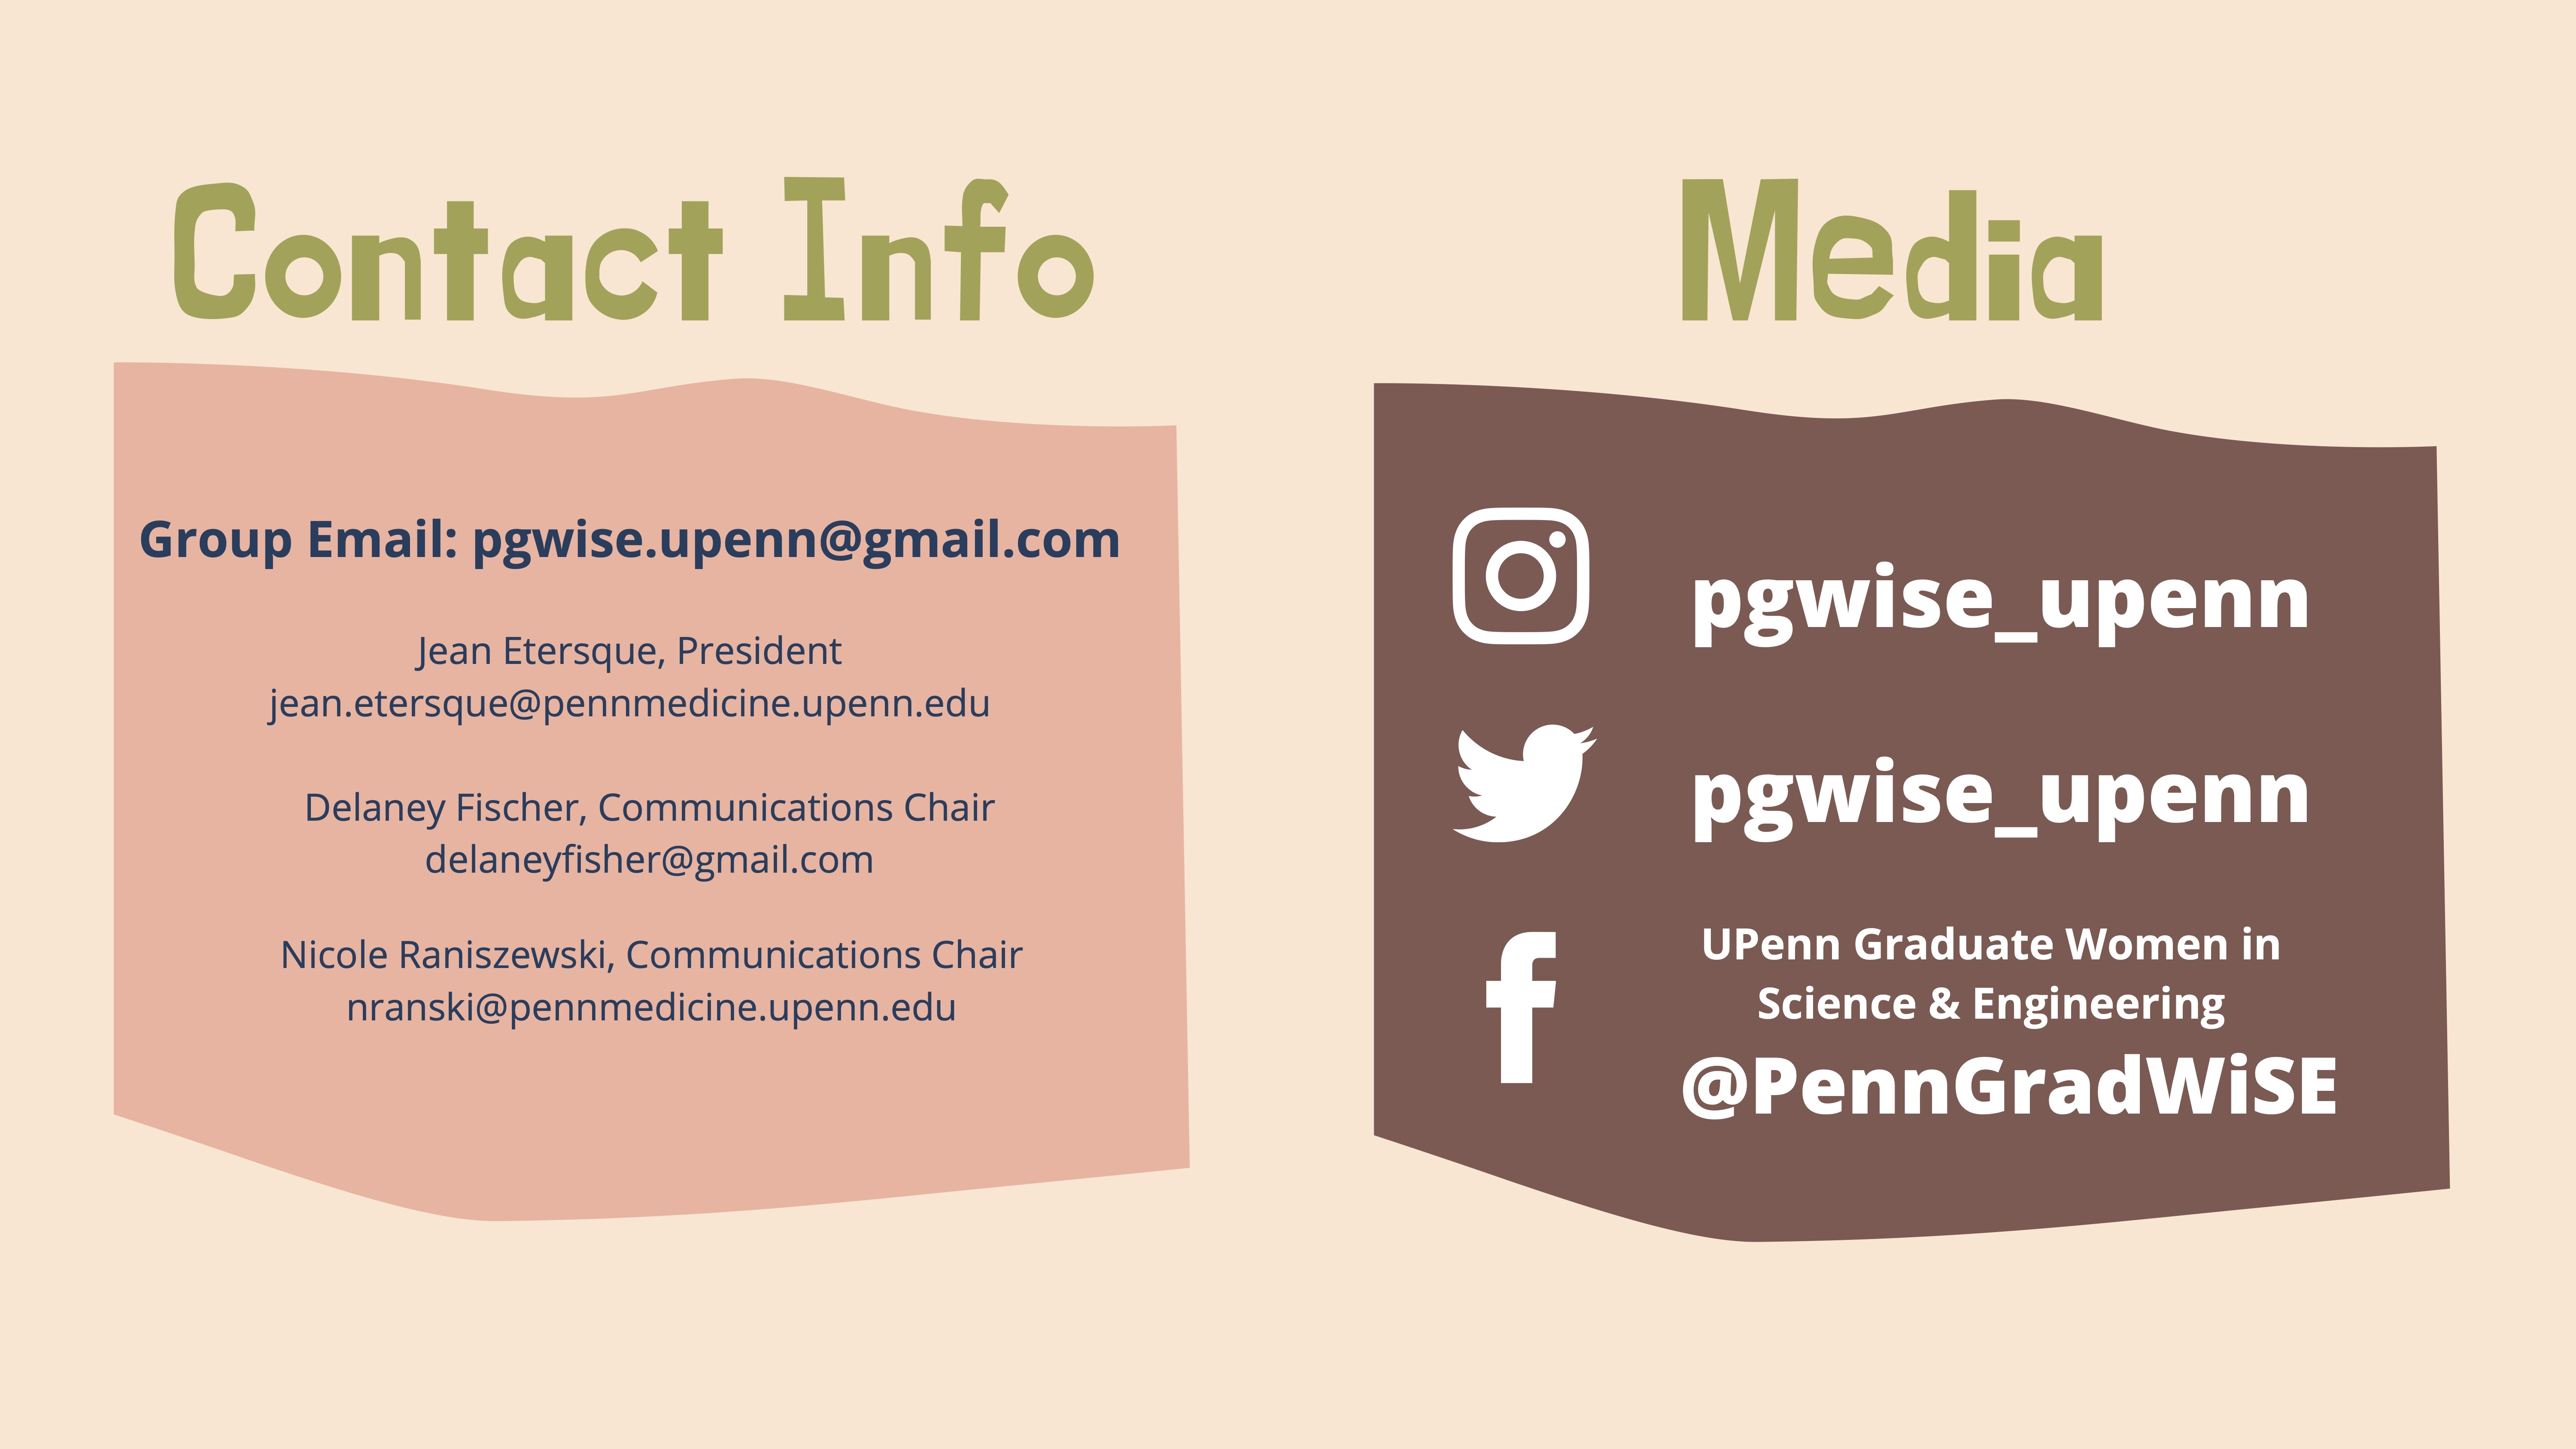 Contact Info
Group Email: pgwise.upenn@gmail.com
Jean Etersque, President
jean.etersque@pennmedicine.upenn.edu
Delaney Fischer, Communications Chair
delaneyfisher@gmail.com
Nicole Raniszewski, Communications Chair
nranski@pennmedicine.upenn.edu
Media
pgwise_upenn
pgwise_upenn
UPenn Graduate Women in
Science & Engineering
@PennGradWiSE